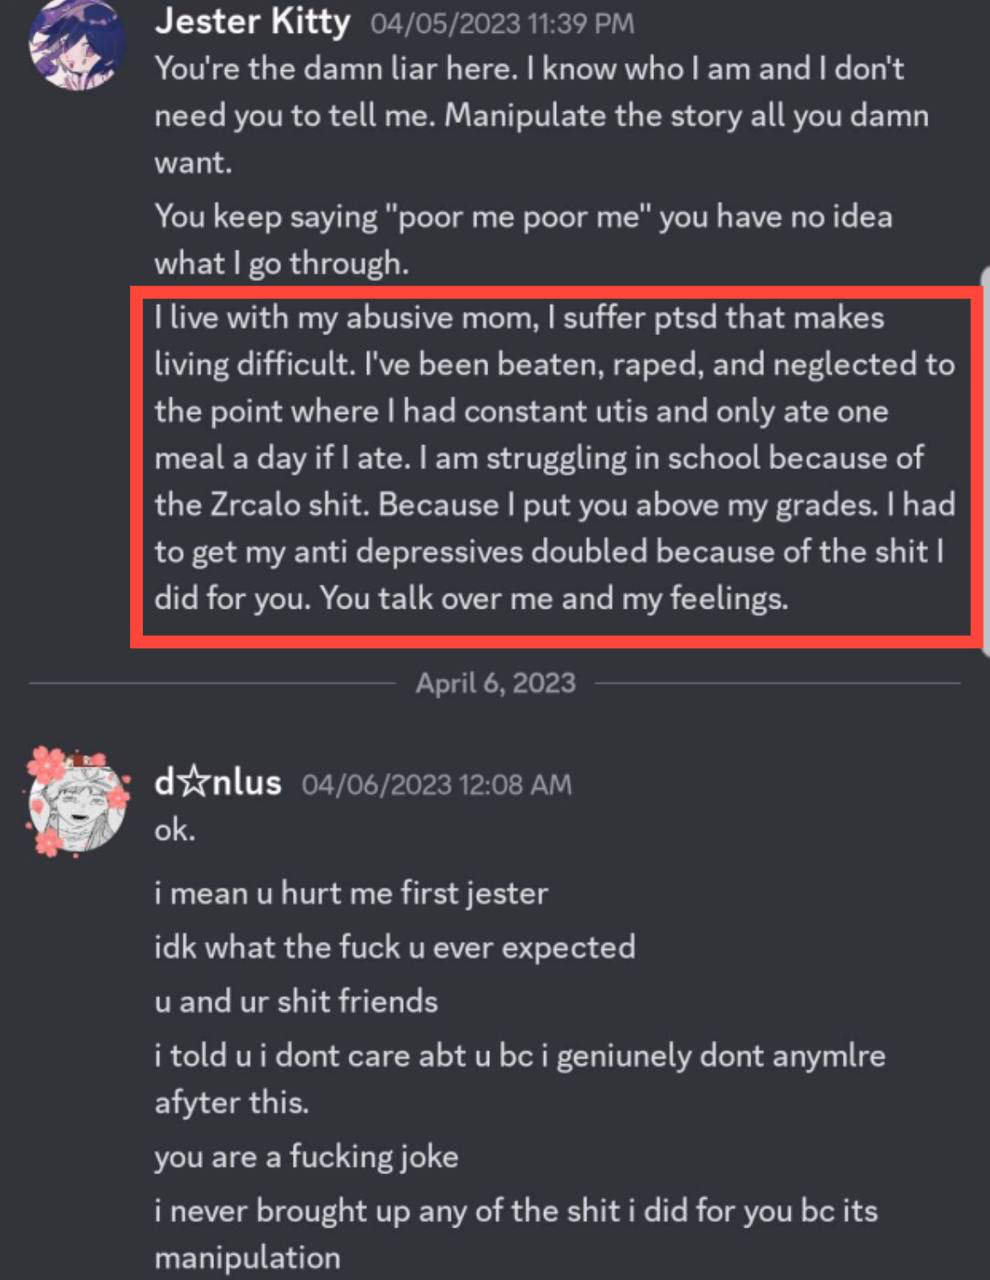 Jester Kitty 04/05/2023 11:39 PM
You're the damn liar here. I know who I am and I don't
need you to tell me. Manipulate the story all you damn
want.
You keep saying "poor me poor me" you have no idea
what I go through.
I live with my abusive mom, I suffer ptsd that makes
living difficult. I've been beaten, raped, and neglected to
the point where I had constant utis and only ate one
meal a day if I ate. I am struggling in school because of
the Zrcalo shit. Because I put you above my grades. I had
to get my anti depressives doubled because of the shit I
did for you. You talk over me and my feelings.
April 6, 2023
d☆nlus 04/06/2023 12:08 AM
ok.
i mean u hurt me first jester
idk what the fuck u ever expected
u and ur shit friends
i told u i dont care abt u bc i geniunely dont anymlre
afyter this.
you are a fucking joke
i never brought up any of the shit i did for you bc its
manipulation